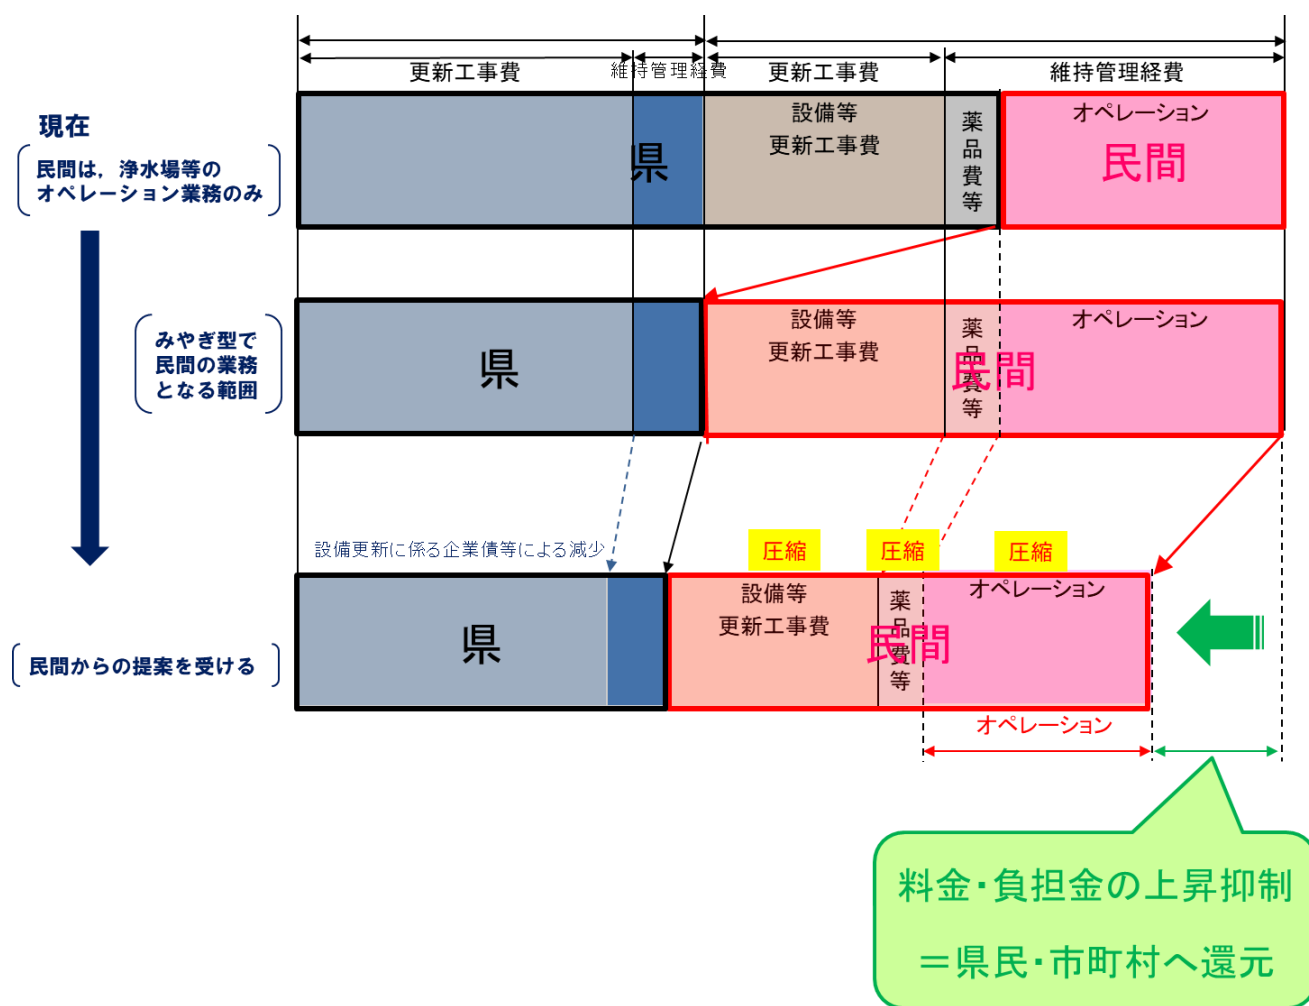 更新工事費
維持管理経費
更新工事費
維持管理経費
現在
民間は，浄水場等の
オペレーション業務のみ
県
設備等
更新工事費
薬品費等
オペレーション
民間
みやぎ型で
民間の業務
となる範囲
県
設備等
更新工事費
薬品費等
オペレーション
民間
設備更新に係る企業債等による減少
圧縮
圧縮
圧縮
民間からの提案を受ける
県
設備等
更新工事費
薬品費等
オペレーション
民間
オペレーション
料金・負担金の上昇抑制
＝県民・市町村へ還元